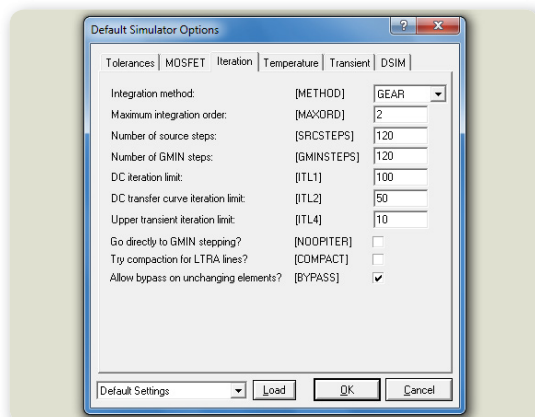 Default Simulator Options
Tolerances MOSFET Iteration Temperature Transient DSIM
Integration method: [METHOD] GEAR
Maximum integration order: [MAXORD] 2
Number of source steps: [SRCSTEPS] 120
Number of GMIN steps: [GMINSTEPS] 120
DC iteration limit: [ITL1] 100
DC transfer curve iteration limit: [ITL2] 50
Upper transient iteration limit: [ITL4] 10
Go directly to GMIN stepping? [NOOPITER]
Try compaction for LTRA lines? [COMPACT]
Allow bypass on unchanging elements? [BYPASS]
Default Settings Load OK Cancel